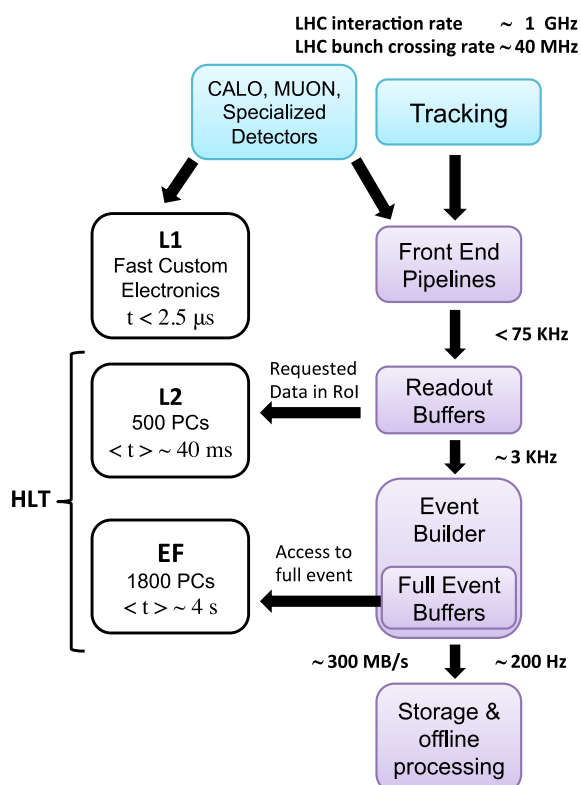 LHC interaction rate ~ 1 GHz
LHC bunch crossing rate ~ 40 MHz
CALO, MUON,
Specialized
Detectors
Tracking
L1
Fast Custom
Electronics
t < 2.5 μs
Front End
Pipelines
< 75 KHz
L2
500 PCs
< t > ~ 40 ms
Requested
Data in RoI
Readout
Buffers
~ 3 KHz
HLT
Event
Builder
EF
1800 PCs
< t > ~ 4 s
Access to
full event
Full Event
Buffers
~ 300 MB/s
~ 200 Hz
Storage &
offline
processing